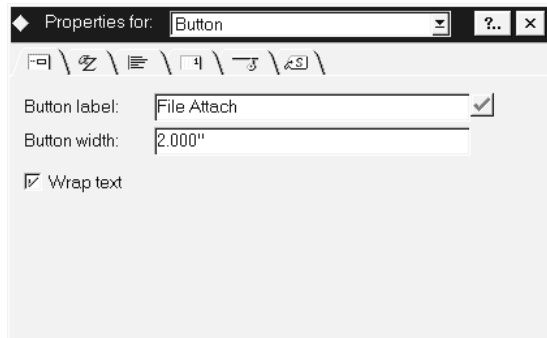 Properties for: Button ?..
Button label: File Attach
Button width: 2.000"
Wrap text